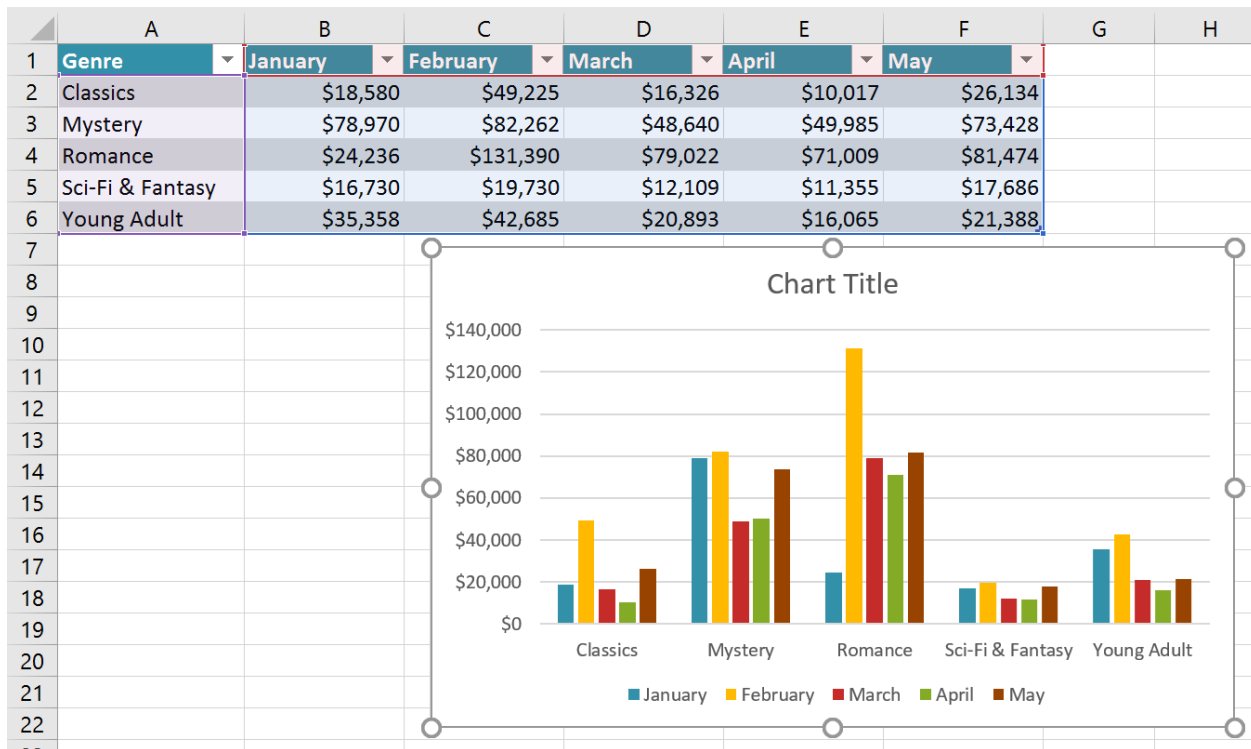 A B C D E F G H
1 Genre January February March April May
2 Classics $18,580 $49,225 $16,326 $10,017 $26,134
3 Mystery $78,970 $82,262 $48,640 $49,985 $73,428
4 Romance $24,236 $131,390 $79,022 $71,009 $81,474
5 Sci-Fi & Fantasy $16,730 $19,730 $12,109 $11,355 $17,686
6 Young Adult $35,358 $42,685 $20,893 $16,065 $21,388
7
8
9
10
11
12
13
14
15
16
17
18
19
20
21
22
Chart Title
$140,000
$120,000
$100,000
$80,000
$60,000
$40,000
$20,000
$0
Classics Mystery Romance Sci-Fi & Fantasy Young Adult
January February March April May